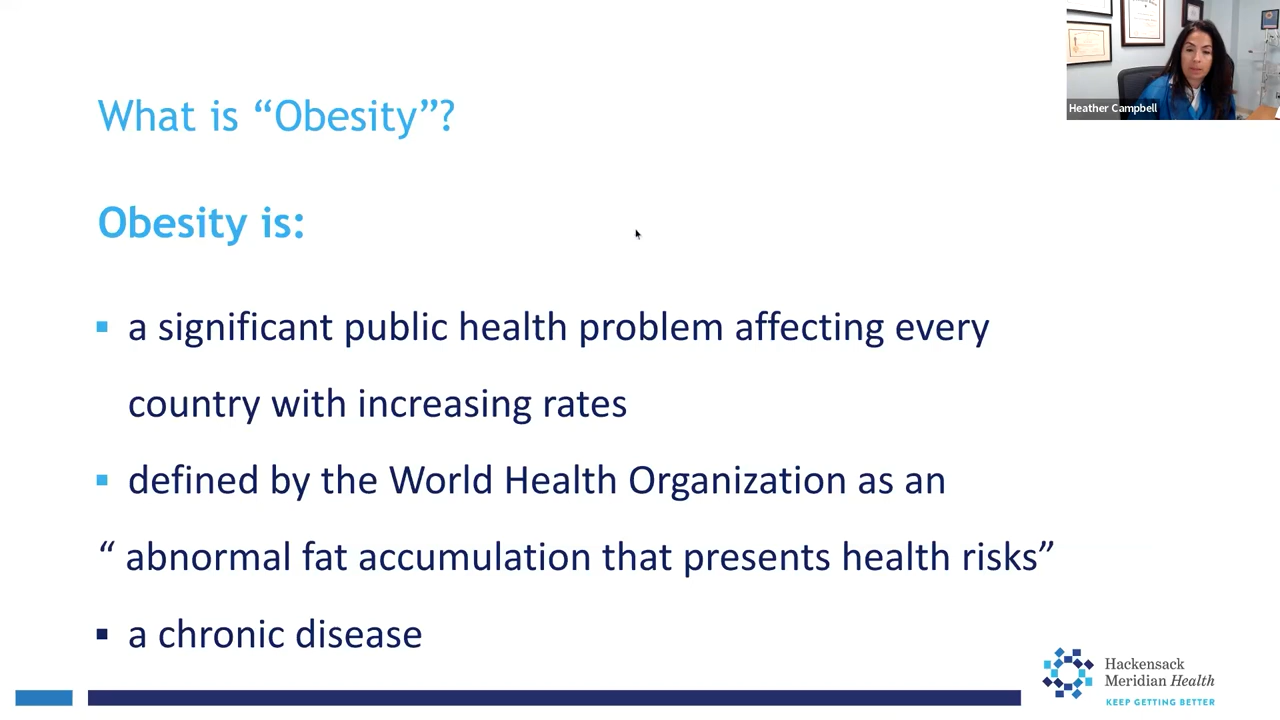 What is “Obesity”?
Heather Campbell
Obesity is:
▪ a significant public health problem affecting every
country with increasing rates
▪ defined by the World Health Organization as an
“ abnormal fat accumulation that presents health risks”
▪ a chronic disease
Hackensack
Meridian Health
KEEP GETTING BETTER